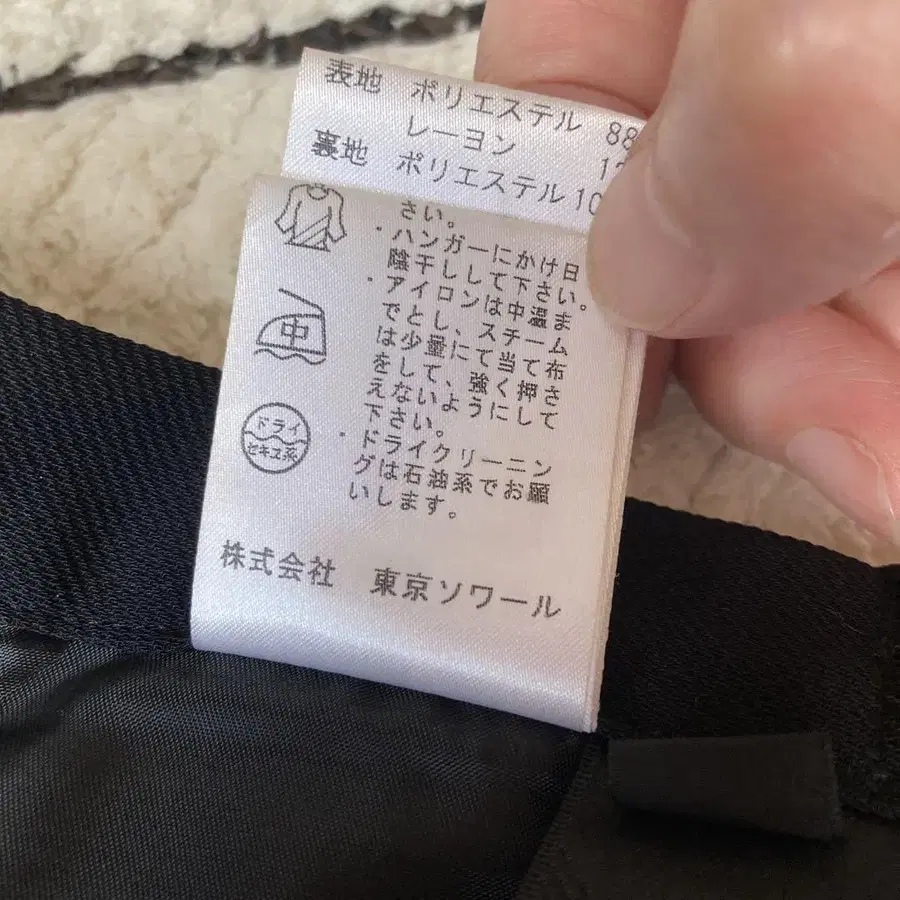 表地 ポリエステル 88
レーヨン
裏地 ポリエステル 10
さい。
・ハンガーにかけ日
陰干しして下さい。
・アイロンは中温ま
でとし、スチーム
は少量にて当て布
をして、強く押さ
えないようにして
下さい。
・ドライクリーニン
グは石油系でお願
いします。
中
ドライ
セキユ系
株式会社 東京ソワール